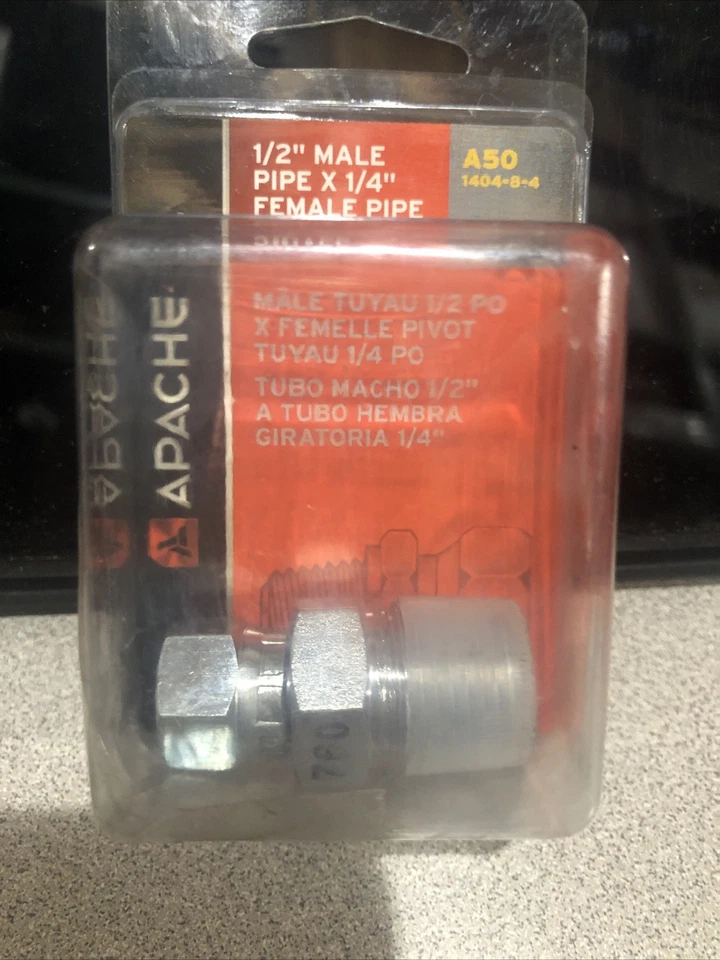 1/2" MALE
PIPE X 1/4"
FEMALE PIPE
A50
1404-8-4
MÂLE TUYAU 1/2 PO
X FEMELLE PIVOT
TUYAU 1/4 PO
TUBO MACHO 1/2"
A TUBO HEMBRA
GIRATORIA 1/4"
APACHE